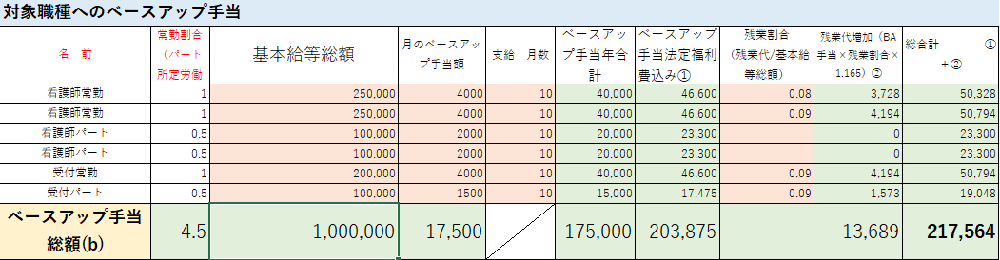 対象職種へのベースアップ手当
名　前 常勤割合（パート所定労働 基本給等総額 月のベースアップ手当額 支給　月数 ベースアップ手当年合計 ベースアップ手当法定福利費込み① 残業割合（残業代/基本給等総額） 残業代増加（BA手当×残業割合×1.165）② 総合計　①＋②
看護師常勤 1 250,000 4000 10 40,000 46,600 0.08 3,728 50,328
看護師常勤 1 250,000 4000 10 40,000 46,600 0.09 4,194 50,794
看護師パート 0.5 100,000 2000 10 20,000 23,300 0 23,300
看護師パート 0.5 100,000 2000 10 20,000 23,300 0 23,300
受付常勤 1 200,000 4000 10 40,000 46,600 0.09 4,194 50,794
受付パート 0.5 100,000 1500 10 15,000 17,475 0.09 1,573 19,048
ベースアップ手当総額(b) 4.5 1,000,000 17,500 175,000 203,875 13,689 217,564